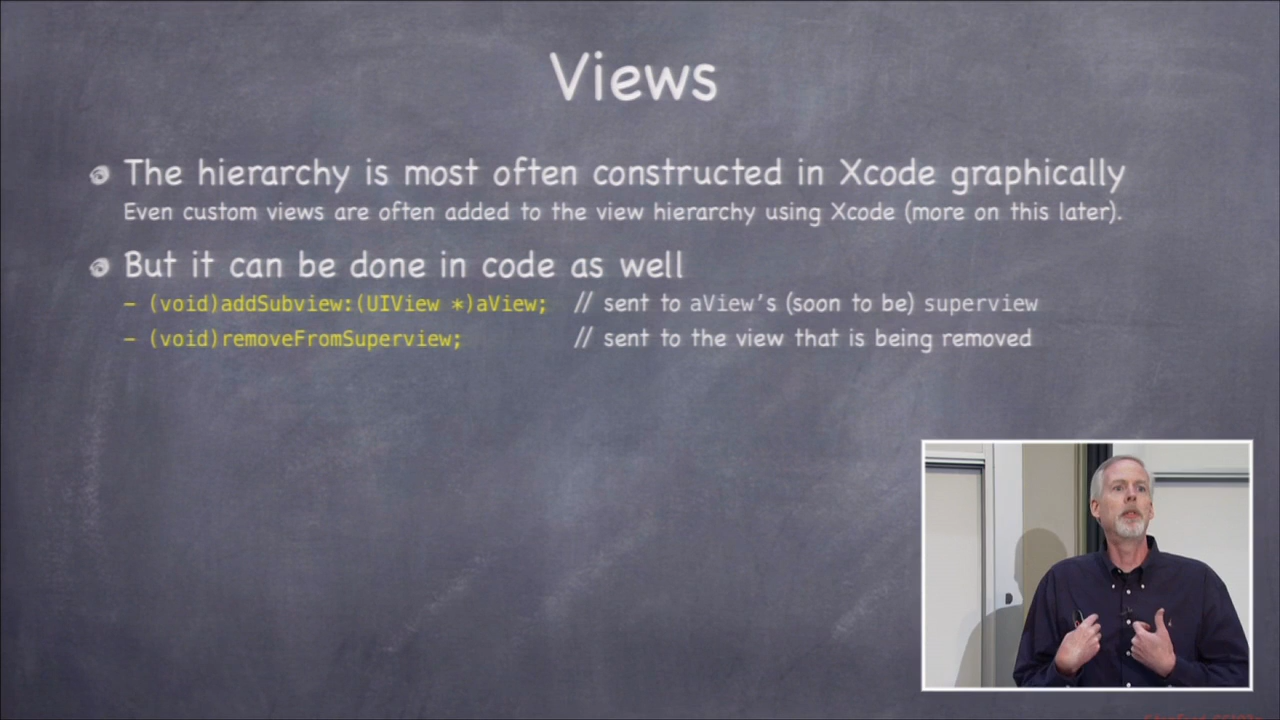 Views
The hierarchy is most often constructed in Xcode graphically
Even custom views are often added to the view hierarchy using Xcode (more on this later).
But it can be done in code as well
- (void)addSubview:(UIView *)aView; // sent to aView's (soon to be) superview
- (void)removeFromSuperview; // sent to the view that is being removed